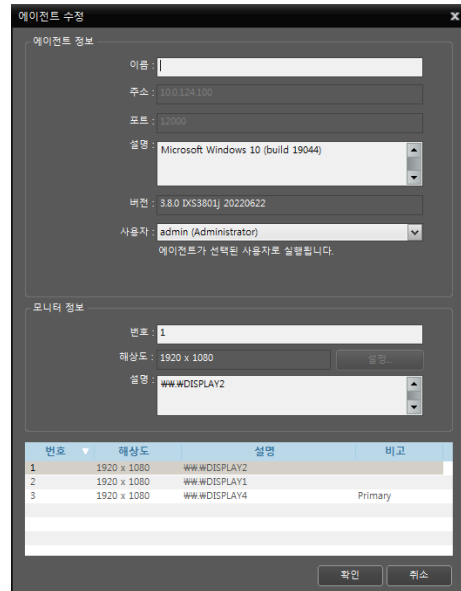 에이전트 수정 x
에이전트 정보
이름 :
주소 : 10.0.124.100
포트 : 12000
설명 : Microsoft Windows 10 (build 19044)
버전 : 3.8.0 IXS3801j 20220622
사용자 : admin (Administrator)
에이전트가 선택된 사용자로 실행됩니다.
모니터 정보
번호 : 1
해상도 : 1920 x 1080 설정...
설명 : ₩₩.₩DISPLAY2
번호 해상도 설명 비고
1 1920 x 1080 ₩₩.₩DISPLAY2
2 1920 x 1080 ₩₩.₩DISPLAY1
3 1920 x 1080 ₩₩.₩DISPLAY4 Primary
확인 취소